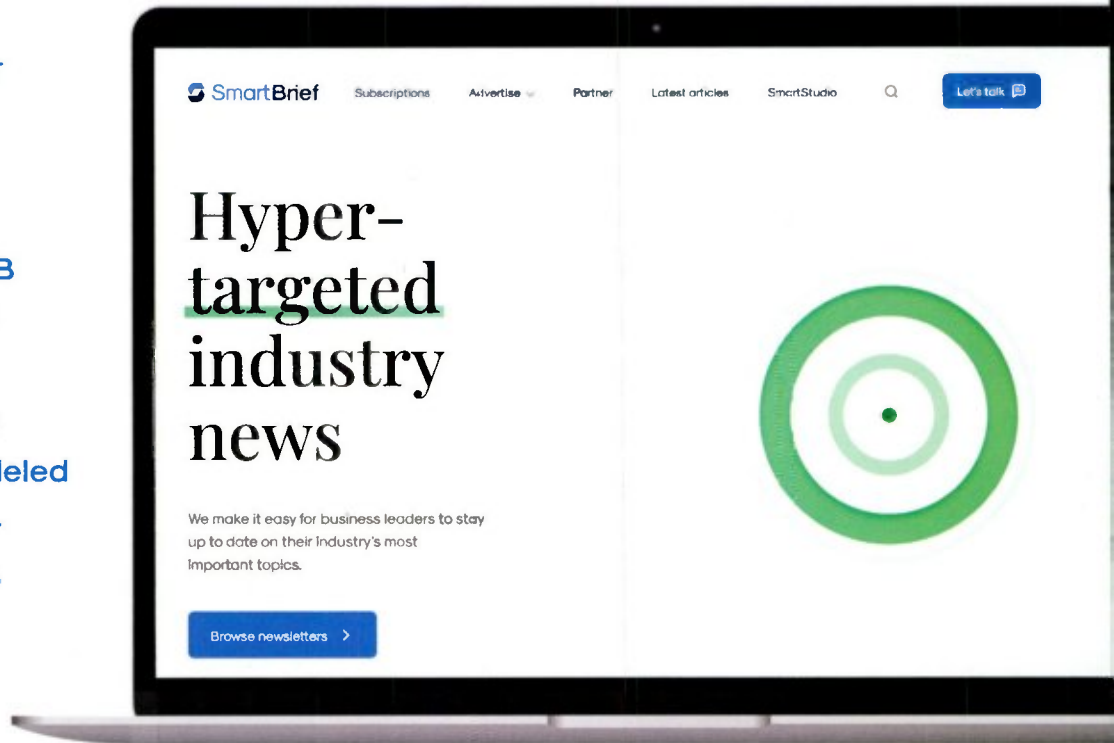 B
leled
SmartBrief
Subscriptions
Advertise
Partner
Latest articles
SmartStudio
Let's talk
Hyper-
targeted
industry
news
We make it easy for business leaders to stay
up to date on their industry's most
important topics.
Browse newsletters